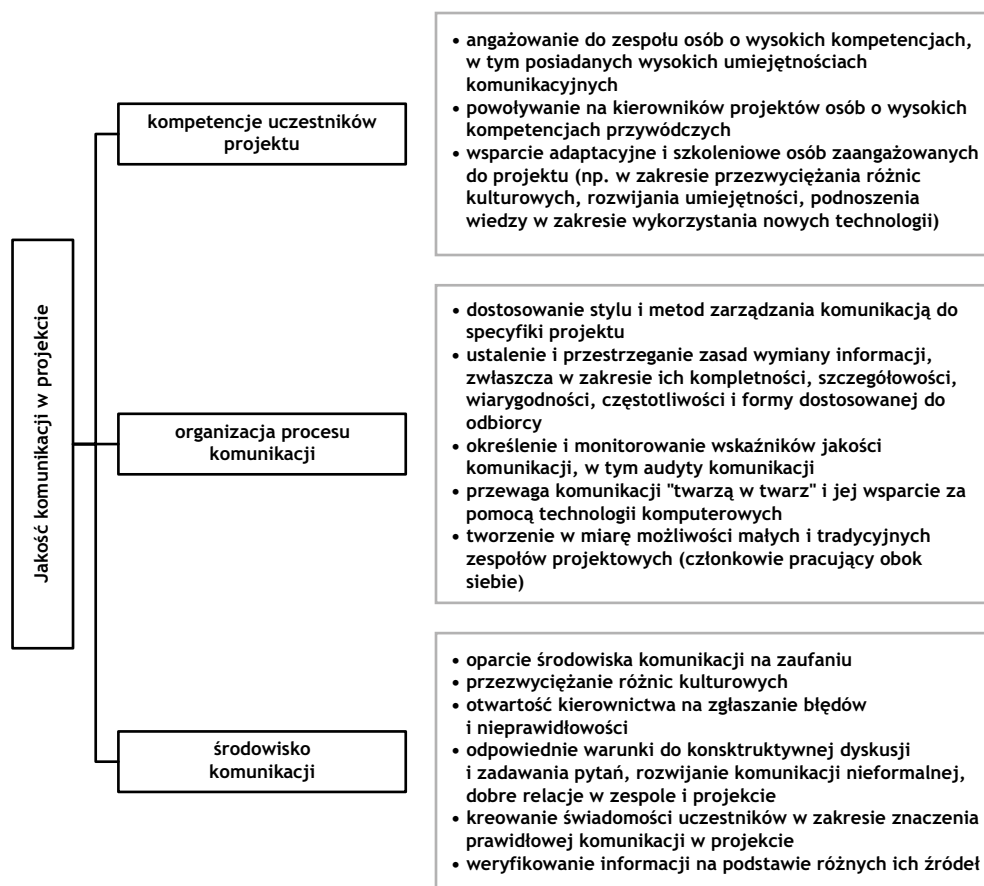 Jakość komunikacji w projekcie
kompetencje uczestników
projektu
• angażowanie do zespołu osób o wysokich kompetencjach,
w tym posiadanych wysokich umiejętnościach
komunikacyjnych
• powoływanie na kierowników projektów osób o wysokich
kompetencjach przywódczych
• wsparcie adaptacyjne i szkoleniowe osób zaangażowanych
do projektu (np. w zakresie przezwyciężania różnic
kulturowych, rozwijania umiejętności, podnoszenia
wiedzy w zakresie wykorzystania nowych technologii)
organizacja procesu
komunikacji
• dostosowanie stylu i metod zarządzania komunikacją do
specyfiki projektu
• ustalenie i przestrzeganie zasad wymiany informacji,
zwłaszcza w zakresie ich kompletności, szczegółowości,
wiarygodności, częstotliwości i formy dostosowanej do
odbiorcy
• określenie i monitorowanie wskaźników jakości
komunikacji, w tym audyty komunikacji
• przewaga komunikacji "twarzą w twarz" i jej wsparcie za
pomocą technologii komputerowych
• tworzenie w miarę możliwości małych i tradycyjnych
zespołów projektowych (członkowie pracujący obok
siebie)
środowisko
komunikacji
• oparcie środowiska komunikacji na zaufaniu
• przezwyciężanie różnic kulturowych
• otwartość kierownictwa na zgłaszanie błędów
i nieprawidłowości
• odpowiednie warunki do konsktruktywnej dyskusji
i zadawania pytań, rozwijanie komunikacji nieformalnej,
dobre relacje w zespole i projekcie
• kreowanie świadomości uczestników w zakresie znaczenia
prawidłowej komunikacji w projekcie
• weryfikowanie informacji na podstawie różnych ich źródeł